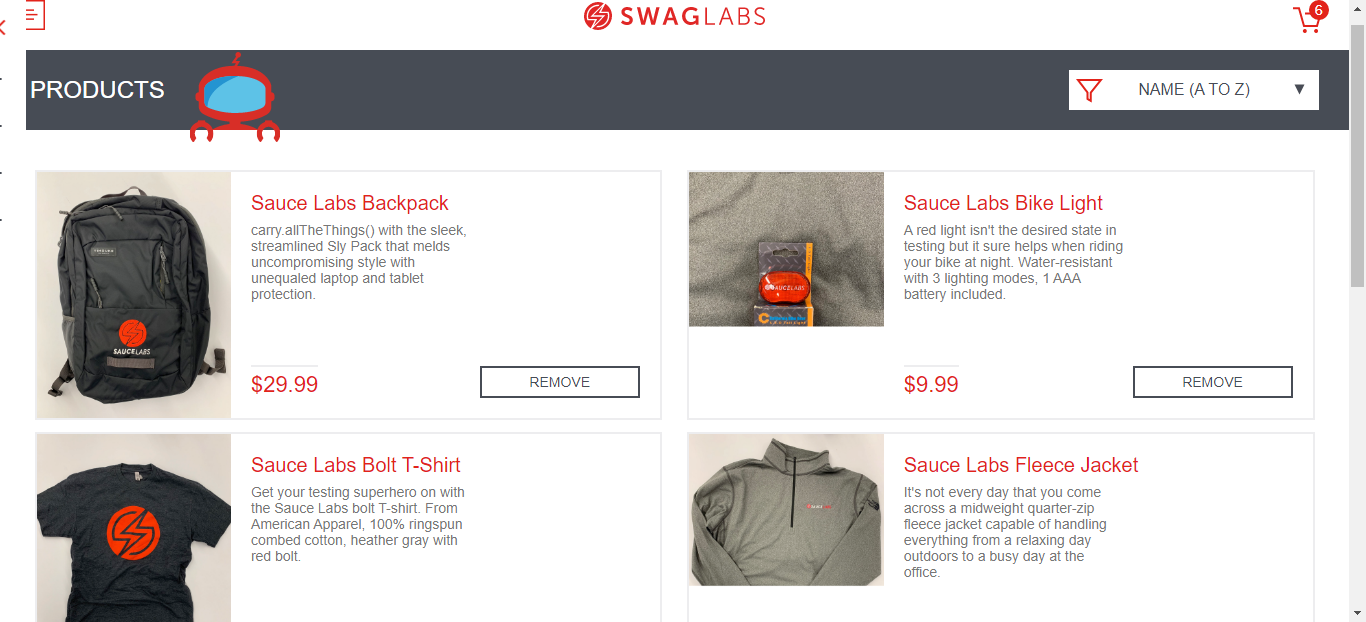 SWAGLABS
6
PRODUCTS
NAME (A TO Z)
Sauce Labs Backpack
carry.allTheThings() with the sleek,
streamlined Sly Pack that melds
uncompromising style with
unequaled laptop and tablet
protection.
$29.99
REMOVE
SAUCELABS
Sauce Labs Bike Light
A red light isn't the desired state in
testing but it sure helps when riding
your bike at night. Water-resistant
with 3 lighting modes, 1 AAA
battery included.
$9.99
REMOVE
SAUCELABS
Sauce Labs Bolt T-Shirt
Get your testing superhero on with
the Sauce Labs bolt T-shirt. From
American Apparel, 100% ringspun
combed cotton, heather gray with
red bolt.
Sauce Labs Fleece Jacket
It's not every day that you come
across a midweight quarter-zip
fleece jacket capable of handling
everything from a relaxing day
outdoors to a busy day at the
office.